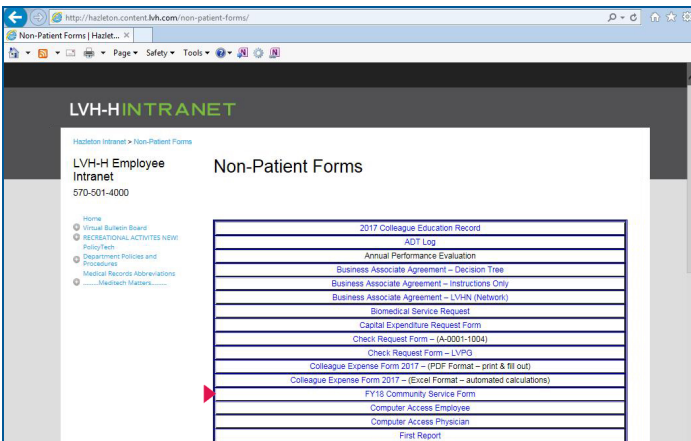 http://hazleton.content.lvh.com/non-patient-forms/
Non-Patient Forms | Hazlet...
Page Safety Tools
LVH-HINTRANET
Hazleton Intranet > Non-Patient Forms
LVH-H Employee
Intranet
570-501-4000
Home
Virtual Bulletin Board
RECREATIONAL ACTIVITES NEW!
PolicyTech
Department Policies and
Procedures
Medical Records Abbreviations
.......Meditech Matters.......
Non-Patient Forms
2017 Colleague Education Record
ADT Log
Annual Performance Evaluation
Business Associate Agreement – Decision Tree
Business Associate Agreement – Instructions Only
Business Associate Agreement – LVHN (Network)
Biomedical Service Request
Capital Expenditure Request Form
Check Request Form – (A-0001-1004)
Check Request Form – LVPG
Colleague Expense Form 2017 – (PDF Format – print & fill out)
Colleague Expense Form 2017 – (Excel Format – automated calculations)
FY18 Community Service Form
Computer Access Employee
Computer Access Physician
First Report